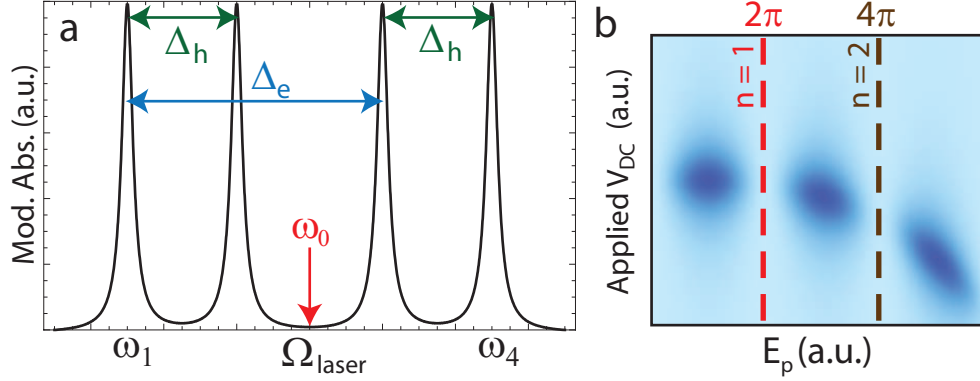 a
Δh
Δh
Δe
ω0
Mod. Abs. (a.u.)
ω1
Ωlaser
ω4
b
2π
4π
n = 1
n = 2
Applied VDC (a.u.)
Ep (a.u.)